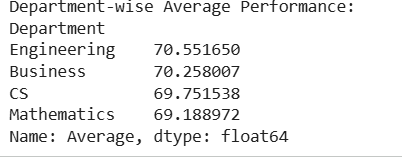 Department-wise Average Performance:
Department
Engineering    70.551650
Business       70.258007
CS             69.751538
Mathematics    69.188972
Name: Average, dtype: float64